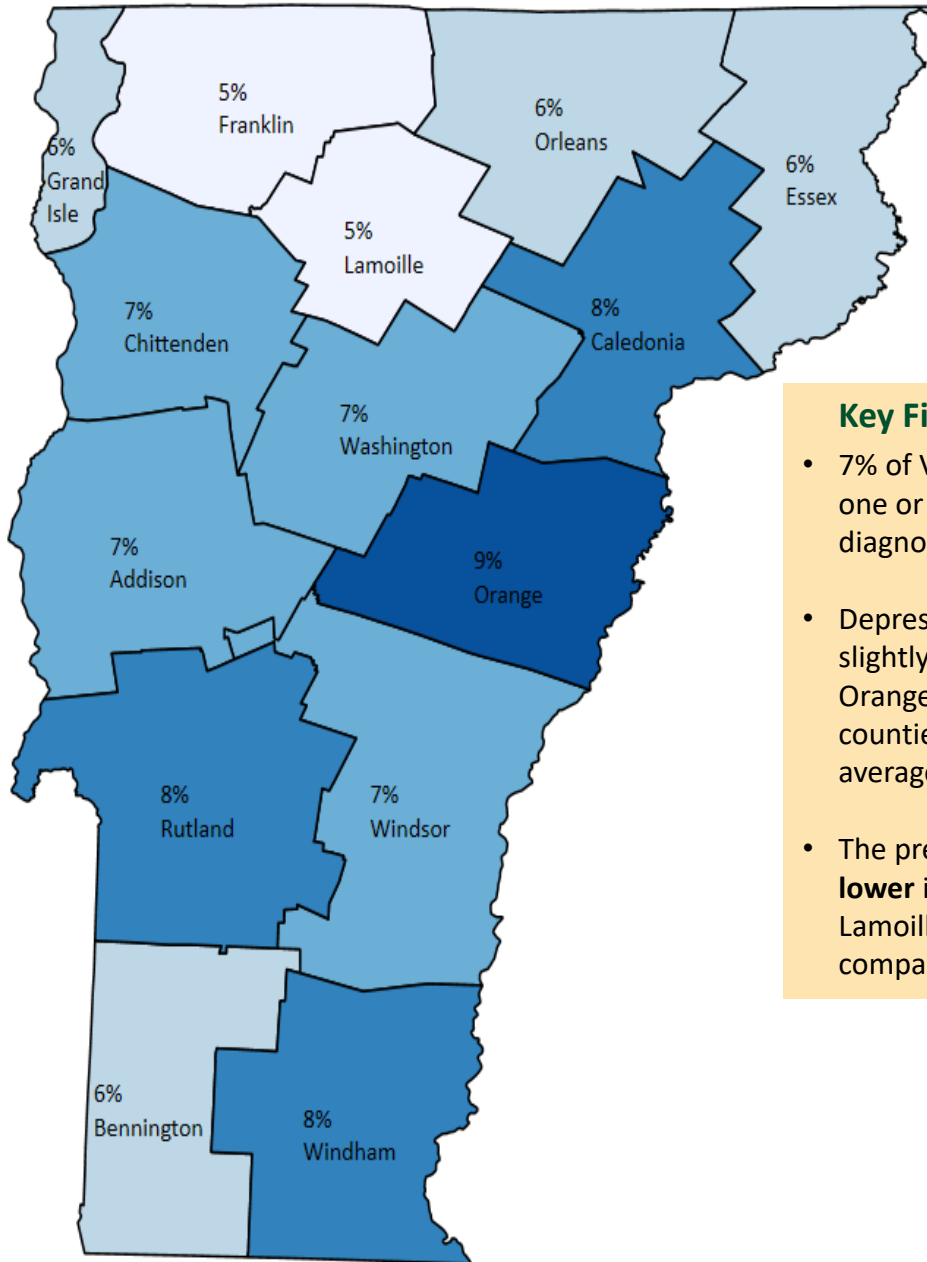 5%
Franklin
6%
Orleans
6%
Grand
Isle
6%
Essex
5%
Lamoille
7%
Chittenden
8%
Caledonia
7%
Washington
7%
Addison
9%
Orange
8%
Rutland
7%
Windsor
6%
Bennington
8%
Windham
Key Fi
• 7% of V
one or
diagno
• Depres
slightly
Orange
counties
average
• The pre
lower i
Lamoill
compa